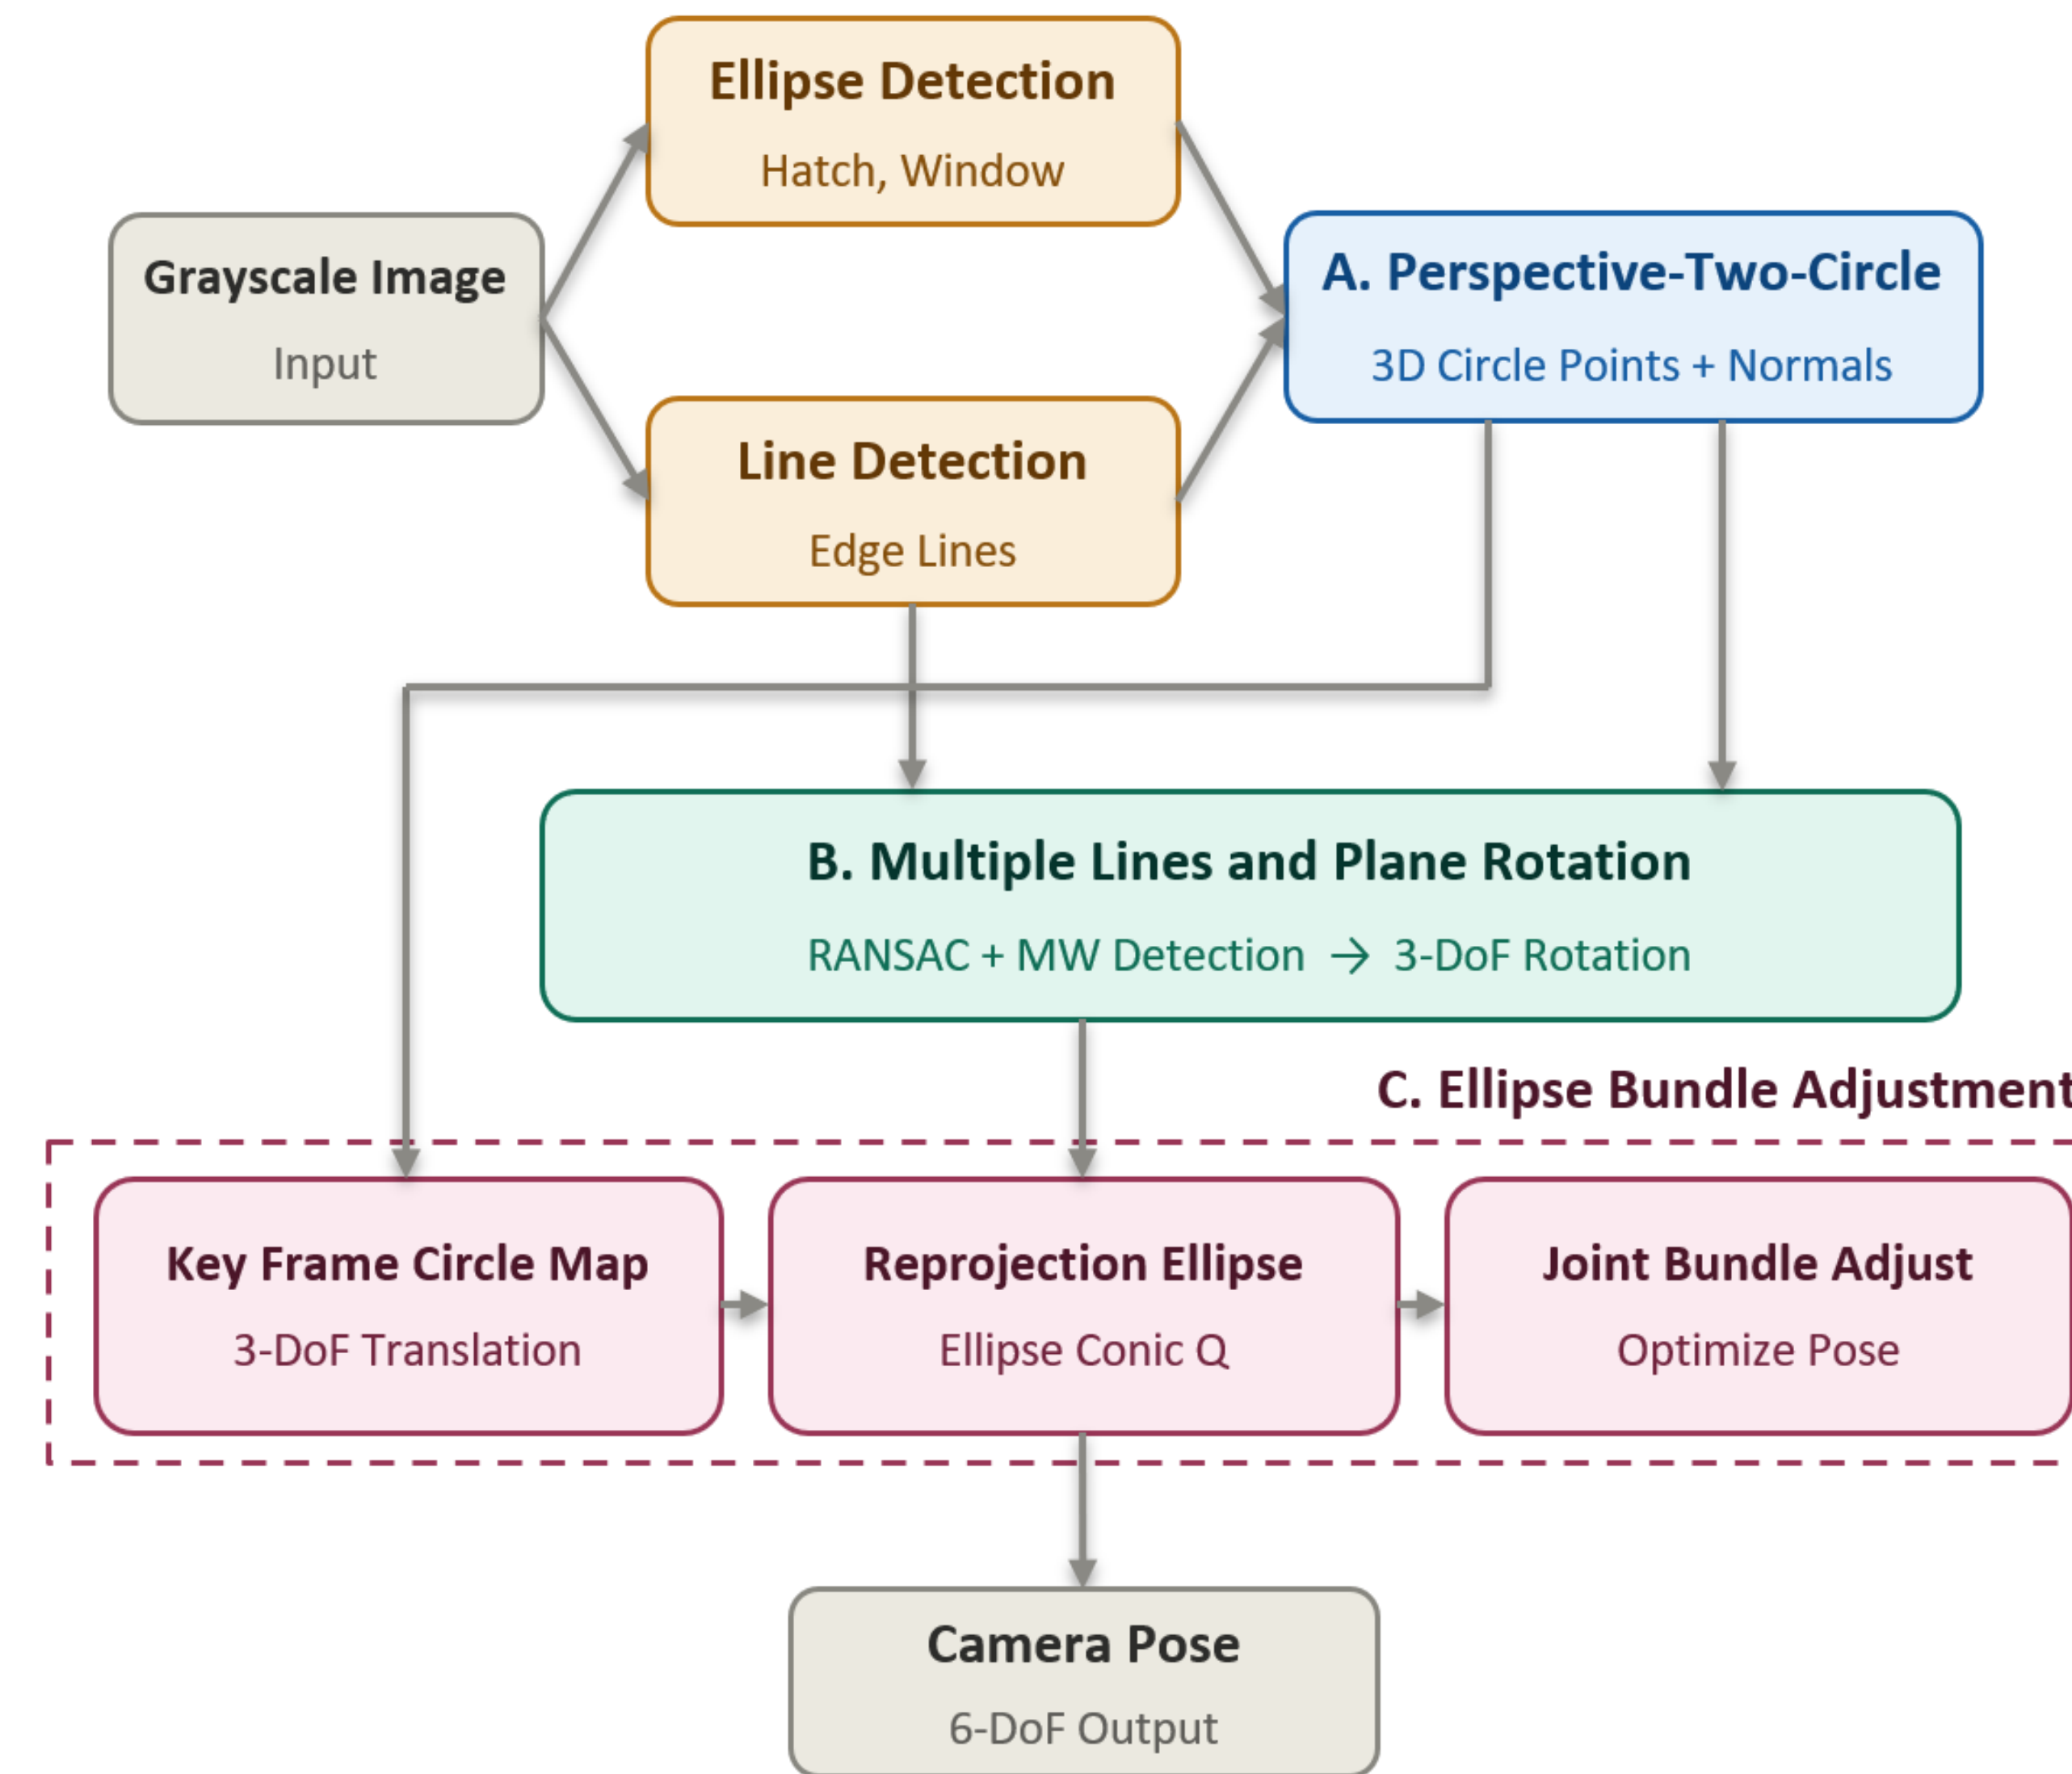 Ellipse Detection
Hatch, Window
Grayscale Image
Input
A. Perspective-Two-Circle
3D Circle Points + Normals
Line Detection
Edge Lines
B. Multiple Lines and Plane Rotation
RANSAC + MW Detection → 3-DoF Rotation
C. Ellipse Bundle Adjustment
Key Frame Circle Map
3-DoF Translation
Reprojection Ellipse
Ellipse Conic Q
Joint Bundle Adjust
Optimize Pose
Camera Pose
6-DoF Output